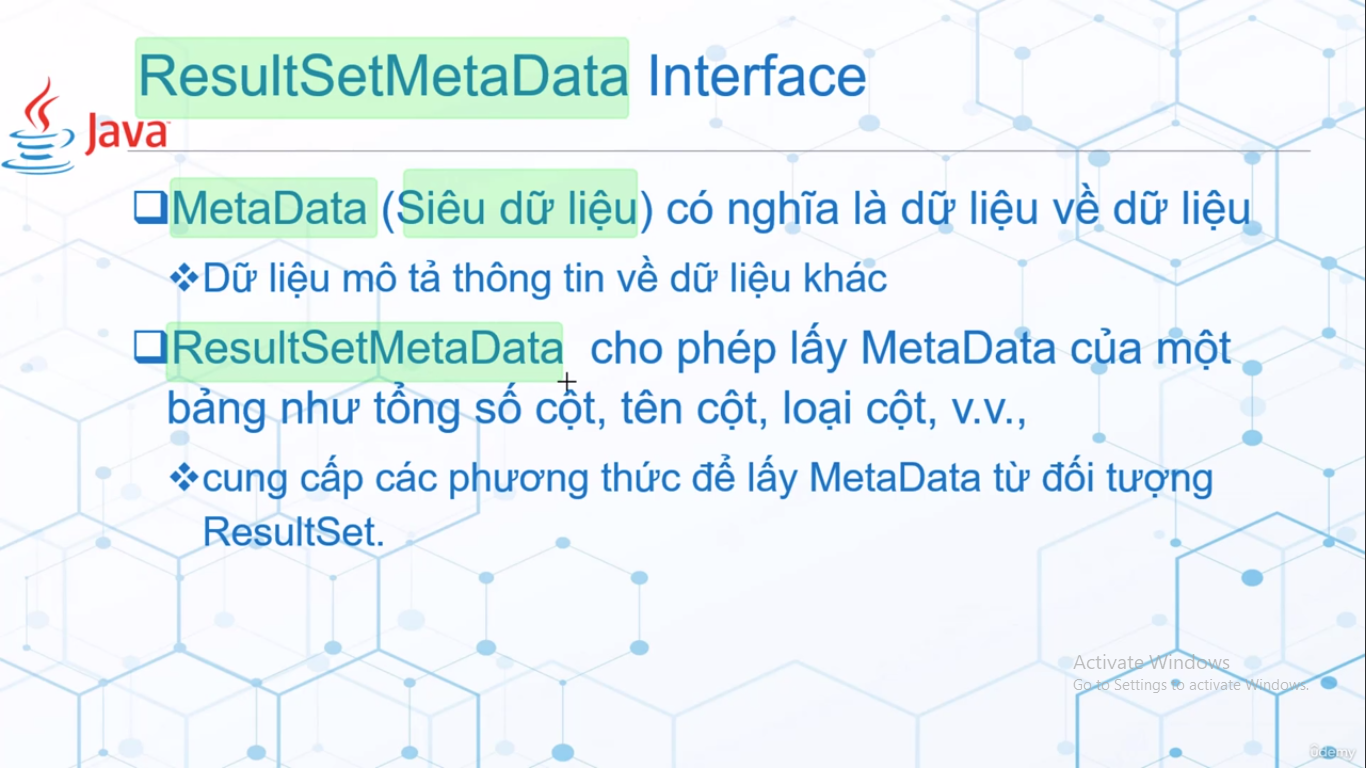 ResultSetMetaData Interface
Java
MetaData (Siêu dữ liệu) có nghĩa là dữ liệu về dữ liệu
Dữ liệu mô tả thông tin về dữ liệu khác
ResultSetMetaData cho phép lấy MetaData của một
bảng như tổng số cột, tên cột, loại cột, v.v.,
cung cấp các phương thức để lấy MetaData từ đối tượng
ResultSet.
Activate Windows
Go to Settings to activate Windows.
ûdemy